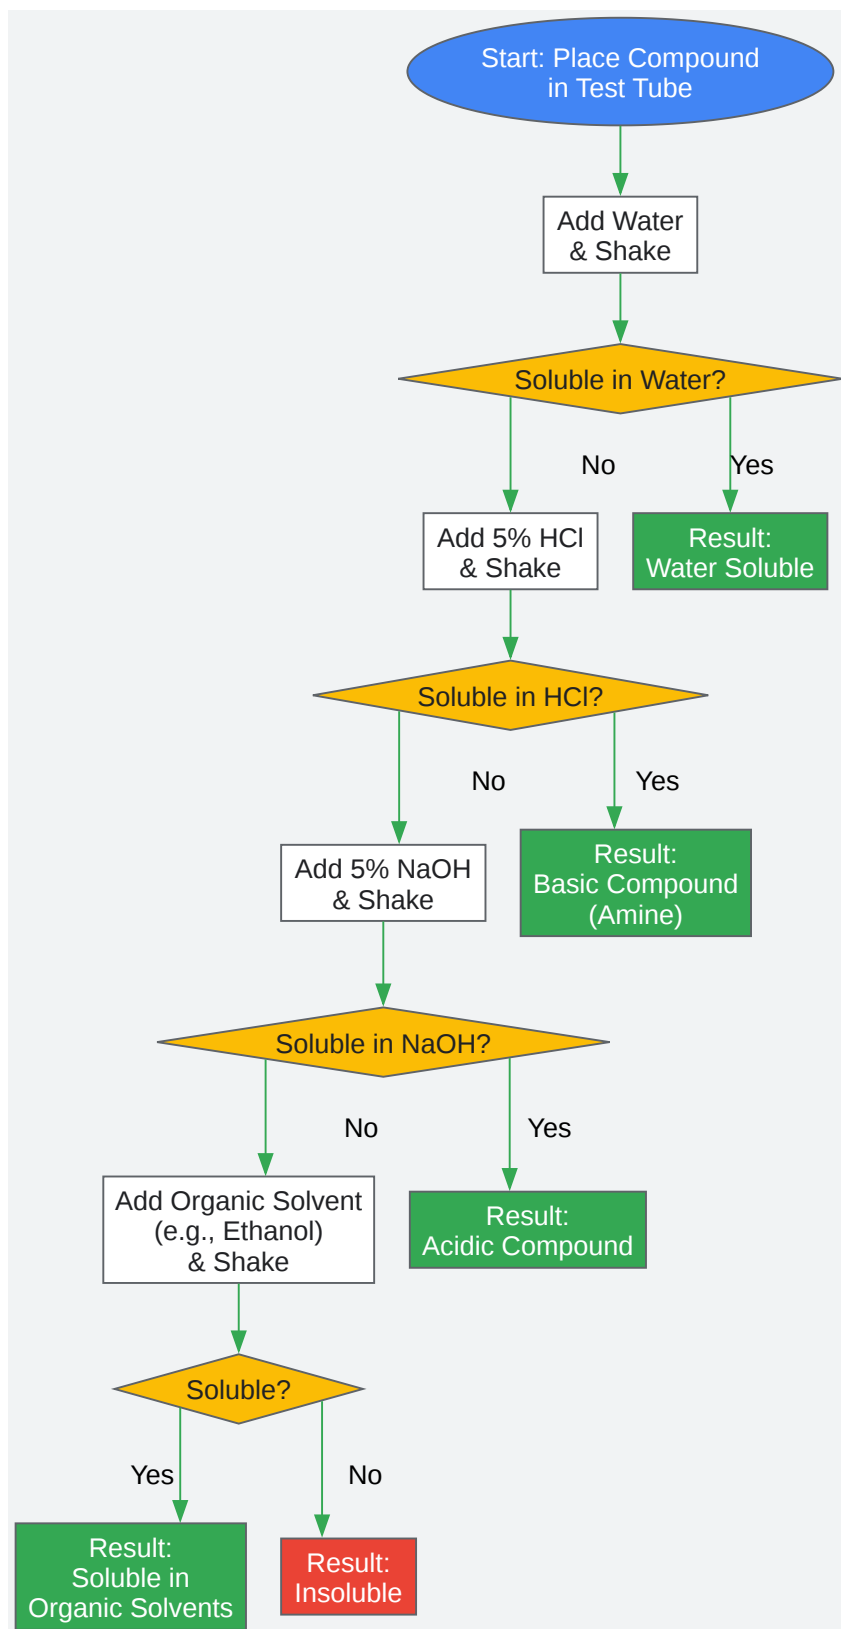 Start: Place Compound
in Test Tube
Add Water
& Shake
Soluble in Water?
No
Yes
Add 5% HCl
& Shake
Result:
Water Soluble
Soluble in HCl?
No
Yes
Add 5% NaOH
& Shake
Result:
Basic Compound
(Amine)
Soluble in NaOH?
No
Yes
Add Organic Solvent
(e.g., Ethanol)
& Shake
Result:
Acidic Compound
Soluble?
Yes
No
Result:
Soluble in
Organic Solvents
Result:
Insoluble